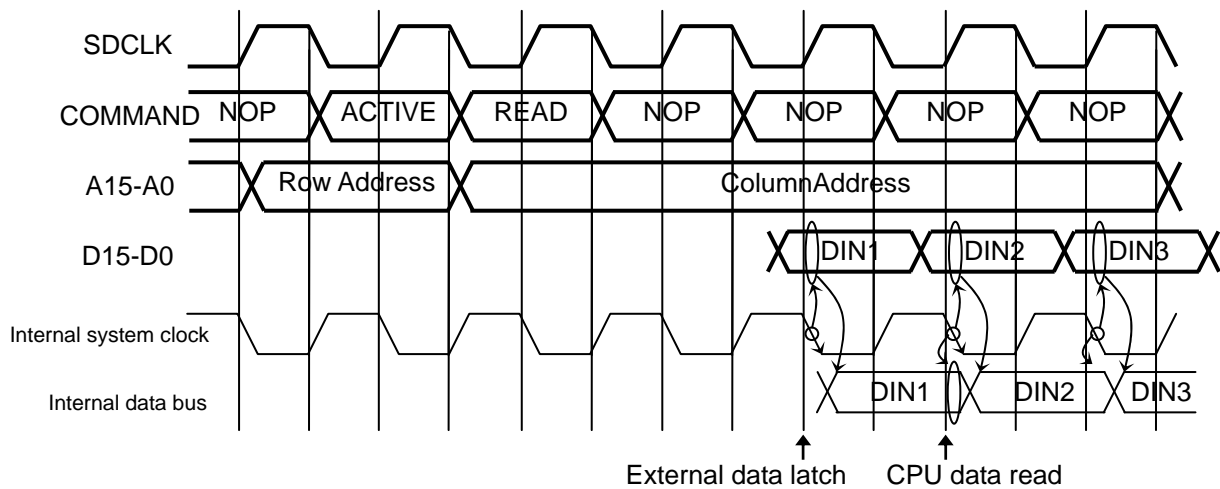 SDCLK
COMMAND NOP ACTIVE READ NOP NOP NOP NOP
A15-A0 Row Address ColumnAddress
D15-D0 DIN1 DIN2 DIN3
Internal system clock
Internal data bus DIN1 DIN2 DIN3
External data latch CPU data read